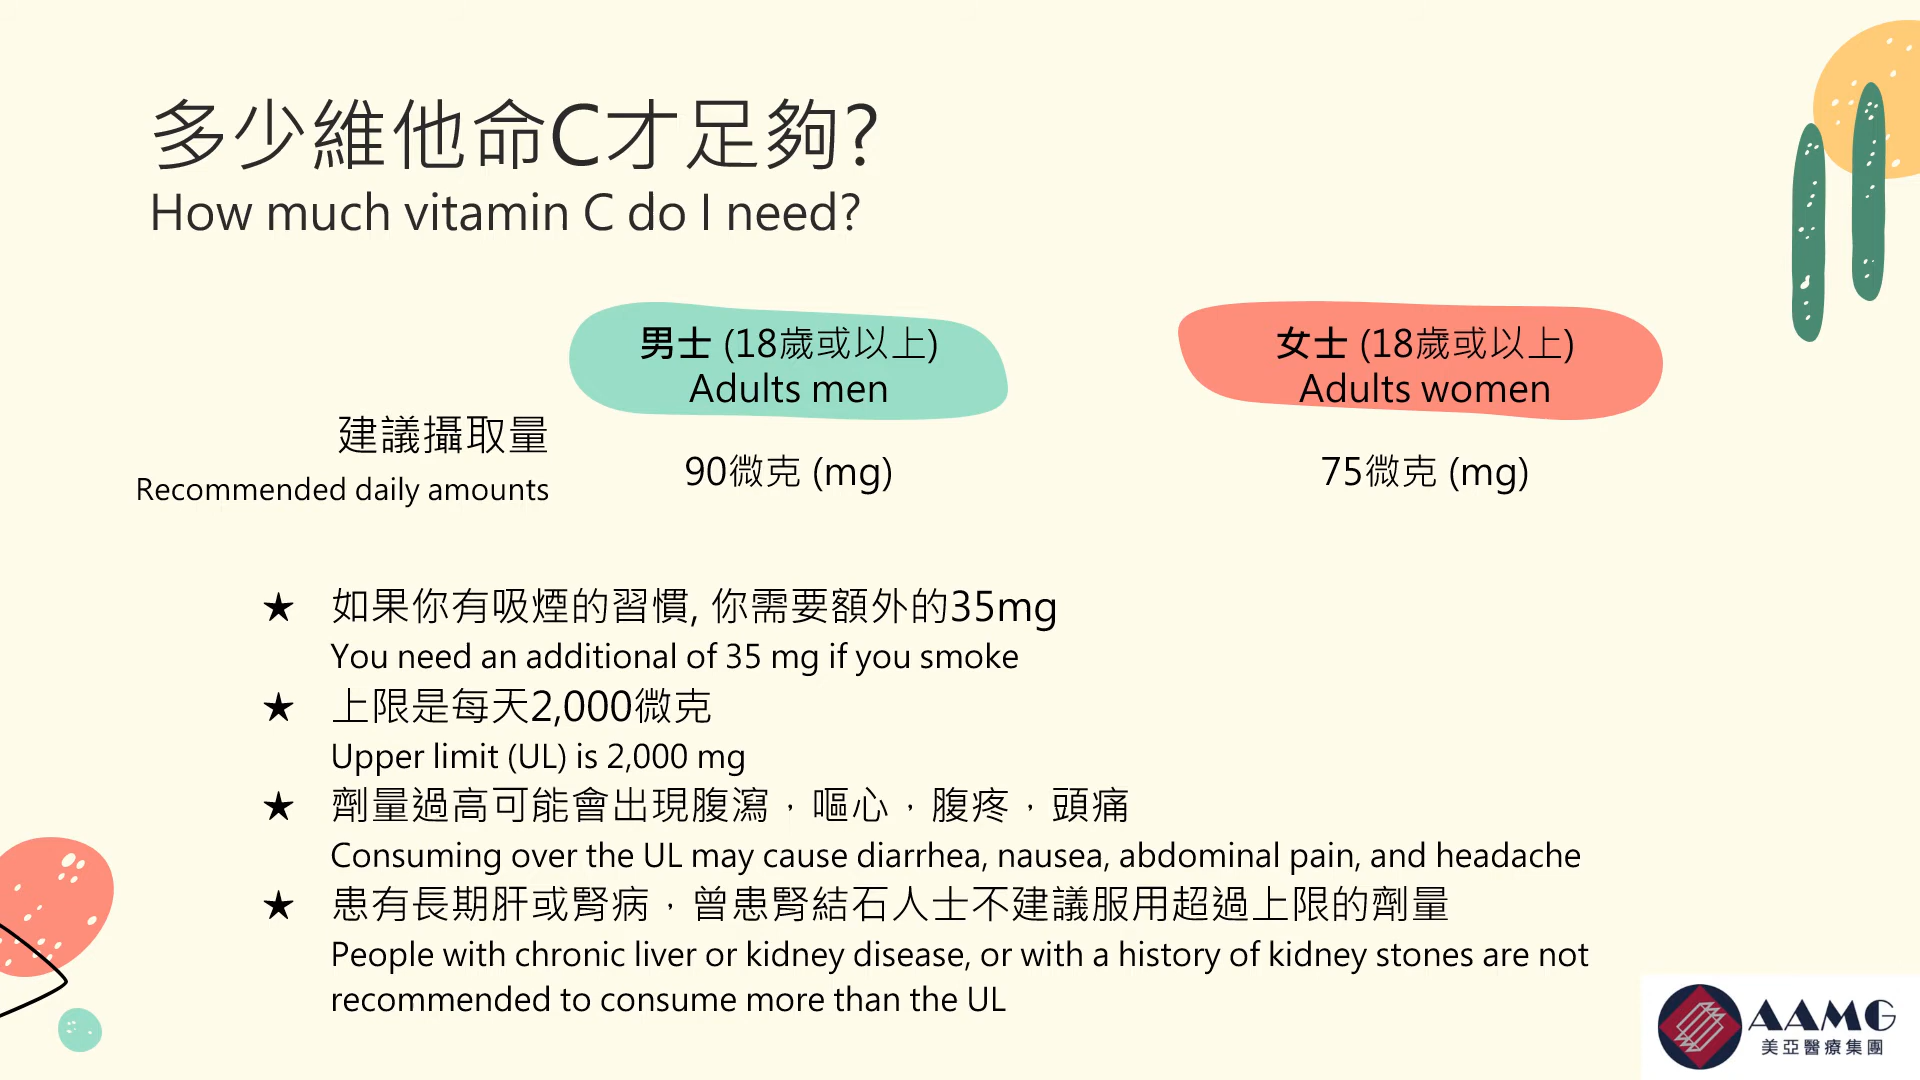 多少維他命C才足夠?
How much vitamin C do I need?
男士 (18歲或以上)
Adults men
女士 (18歲或以上)
Adults women
建議攝取量
Recommended daily amounts
90微克 (mg)
75微克 (mg)
★ 如果你有吸煙的習慣, 你需要額外的35mg
You need an additional of 35 mg if you smoke
★ 上限是每天2,000微克
Upper limit (UL) is 2,000 mg
★ 劑量過高可能會出現腹瀉，嘔心，腹疼，頭痛
Consuming over the UL may cause diarrhea, nausea, abdominal pain, and headache
★ 患有長期肝或腎病，曾患腎結石人士不建議服用超過上限的劑量
People with chronic liver or kidney disease, or with a history of kidney stones are not
recommended to consume more than the UL
AAMG
美亞醫療集團